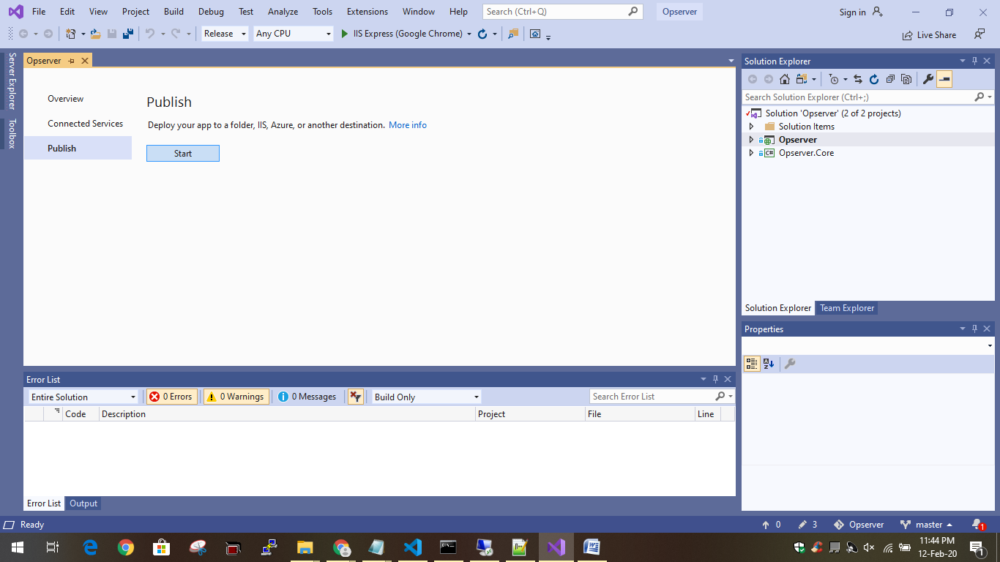 File Edit View Project Build Debug Test Analyze Tools Extensions Window Help Search (Ctrl+Q) Opserver Sign in
Release Any CPU IIS Express (Google Chrome) Live Share
Server Explorer
Toolbox
Opserver
Overview
Connected Services
Publish
Publish
Deploy your app to a folder, IIS, Azure, or another destination. More info
Start
Solution Explorer
Search Solution Explorer (Ctrl+;)
Solution 'Opserver' (2 of 2 projects)
Solution Items
Opserver
C# Opserver.Core
Solution Explorer Team Explorer
Properties
Error List
Entire Solution 0 Errors 0 Warnings 0 Messages Build Only Search Error List
Code Description Project File Line
Error List Output
Ready 0 3 Opserver master 1
11:44 PM
12-Feb-20
1